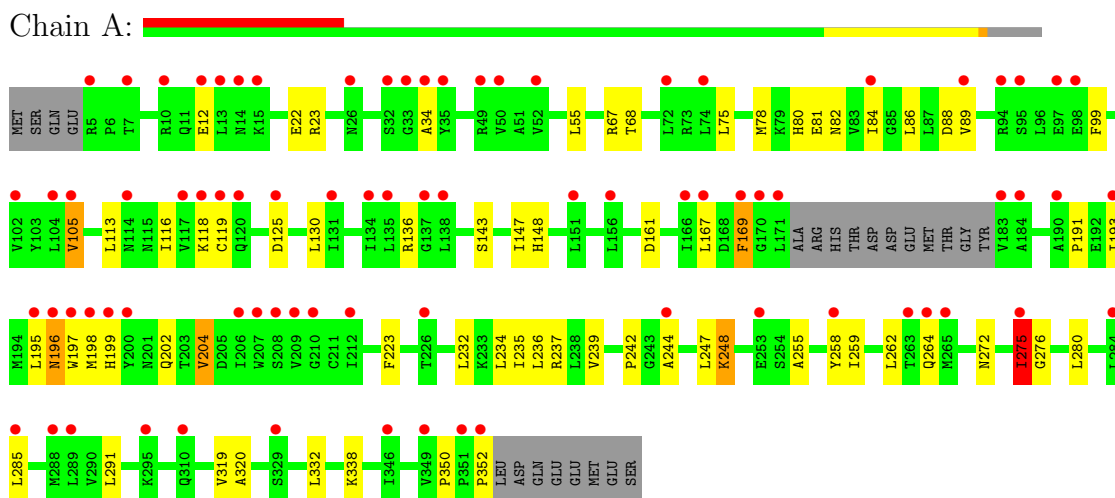 Chain A:
MET SER GLN GLU R5 P6 T7 R10 Q11 E12 L13 N14 K15 E22 R23 N26 S32 G33 A34 Y35 R49 V50 A51 V52 L55 R67 T68 L72 R73 L74 L75 M78 K79 H80 E81 N82 V83 I84 G85 L86 L87 D88 V89 R94 S95 L96 E97 E98 F99
V102 Y103 L104 V105 L113 N114 N115 I116 V117 K118 C119 Q120 D125 L130 I131 I134 L135 R136 G137 L138 S143 I147 H148 L151 L156 D161 I166 L167 D168 F169 G170 L171 ALA ARG HIS THR ASP ASP GLU MET THR GLY TYR V183 A184 A190 P191 E192 I193
M194 L195 N196 W197 M198 H199 Y200 N201 Q202 T203 V204 D205 I206 W207 S208 V209 G210 C211 I212 F223 T226 L232 K233 L234 I235 L236 R237 L238 V239 P242 G243 A244 L247 K248 E253 S254 A255 Y258 I259 L262 T263 Q264 M265 N272 I275 G276 L280 L284
L285 M288 L289 V290 L291 K295 Q310 V319 A320 S329 L332 K338 I346 V349 P350 P351 P352 LEU ASP GLN GLU GLU MET GLU SER